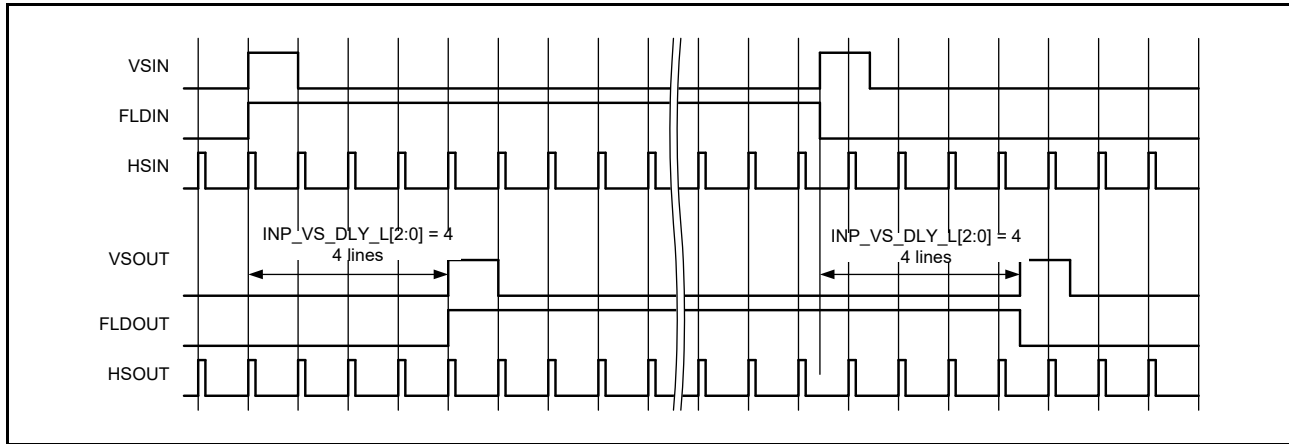 VSIN
FLDIN
HSIN
INP_VS_DLY_L[2:0] = 4
4 lines
INP_VS_DLY_L[2:0] = 4
4 lines
VSOUT
FLDOUT
HSOUT